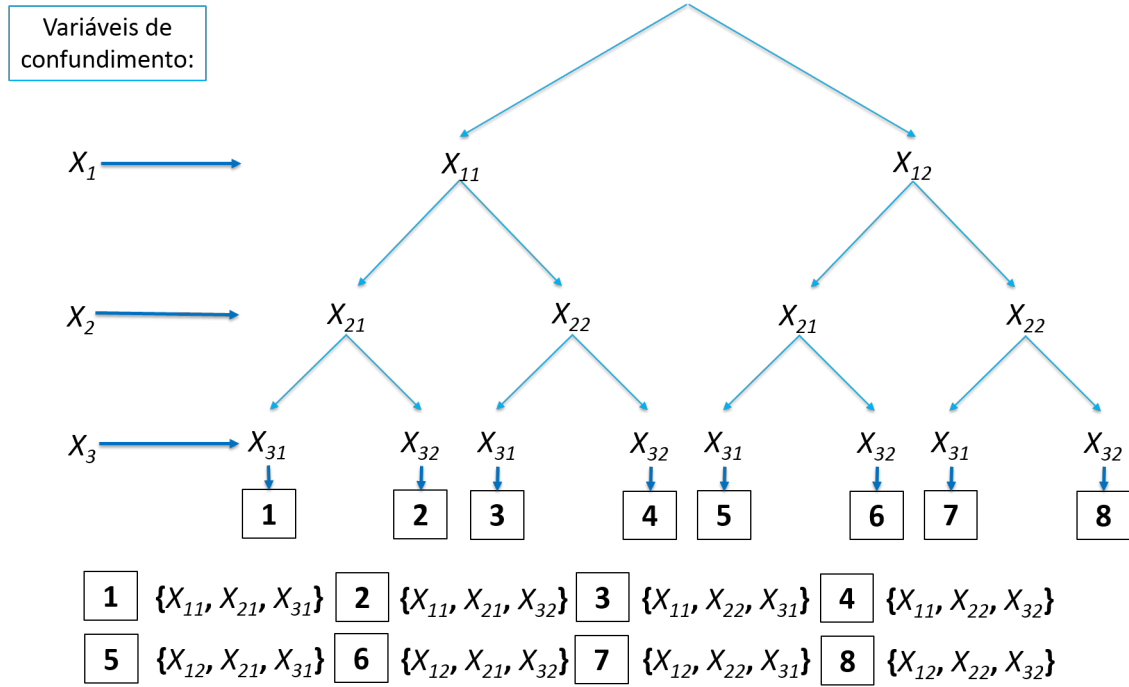 Variáveis de
confundimento:
X₁ X₁₁ X₁₂
X₂ X₂₁ X₂₂ X₂₁ X₂₂
X₃ X₃₁ X₃₂ X₃₁ X₃₂ X₃₁ X₃₂ X₃₁ X₃₂
1 2 3 4 5 6 7 8
1 {X₁₁, X₂₁, X₃₁} 2 {X₁₁, X₂₁, X₃₂} 3 {X₁₁, X₂₂, X₃₁} 4 {X₁₁, X₂₂, X₃₂}
5 {X₁₂, X₂₁, X₃₁} 6 {X₁₂, X₂₁, X₃₂} 7 {X₁₂, X₂₂, X₃₁} 8 {X₁₂, X₂₂, X₃₂}